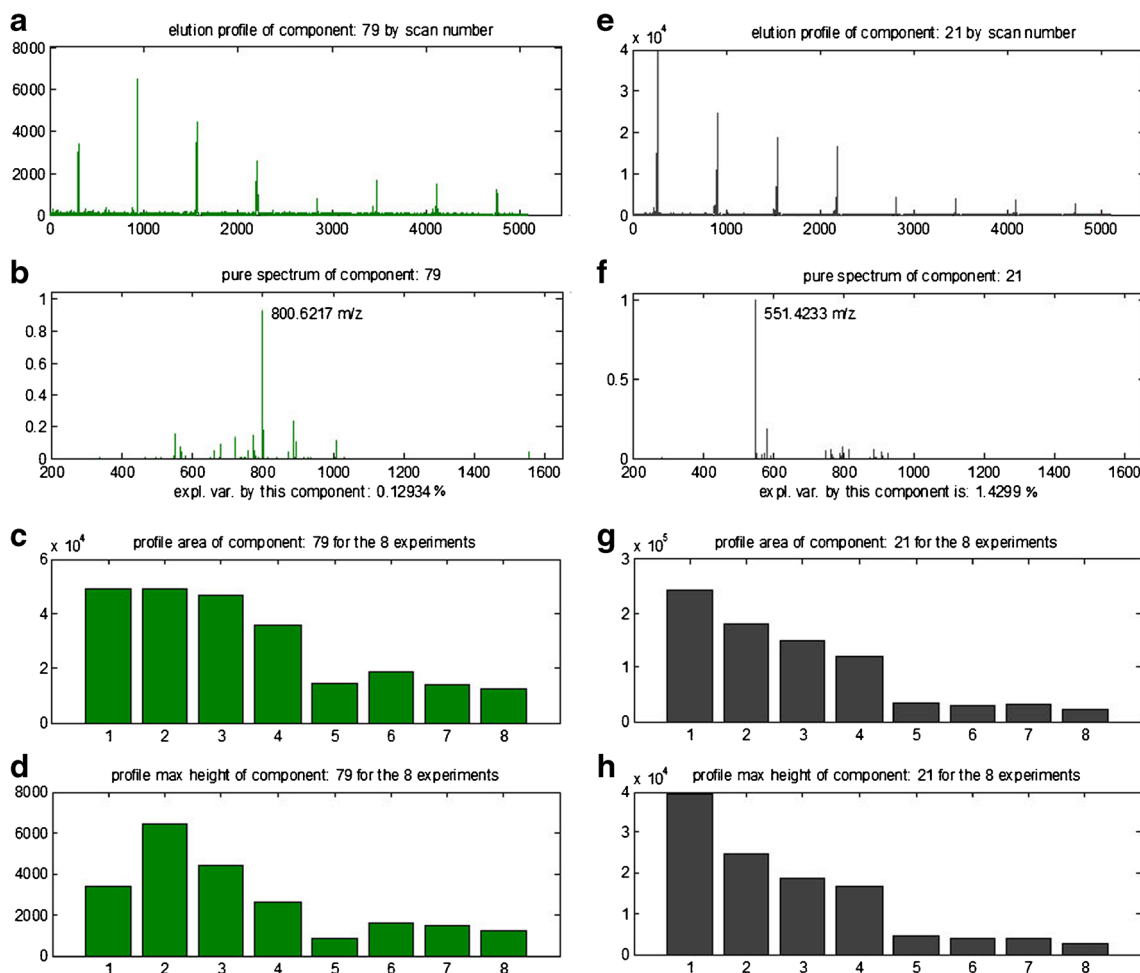 a
elution profile of component: 79 by scan number
8000
6000
4000
2000
0
0 1000 2000 3000 4000 5000
b
pure spectrum of component: 79
1
0.8
0.6
0.4
0.2
0
800.6217 m/z
200 400 600 800 1000 1200 1400 1600
expl. var. by this component: 0.12934 %
c
x 10^4
profile area of component: 79 for the 8 experiments
6
4
2
0
1 2 3 4 5 6 7 8
d
profile max height of component: 79 for the 8 experiments
8000
6000
4000
2000
0
1 2 3 4 5 6 7 8
e
x 10^4
elution profile of component: 21 by scan number
4
3
2
1
0
0 1000 2000 3000 4000 5000
f
pure spectrum of component: 21
1
0.5
0
551.4233 m/z
200 400 600 800 1000 1200 1400 1600
expl. var. by this component is: 1.4299 %
g
x 10^5
profile area of component: 21 for the 8 experiments
3
2
1
0
1 2 3 4 5 6 7 8
h
x 10^4
profile max height of component: 21 for the 8 experiments
4
3
2
1
0
1 2 3 4 5 6 7 8